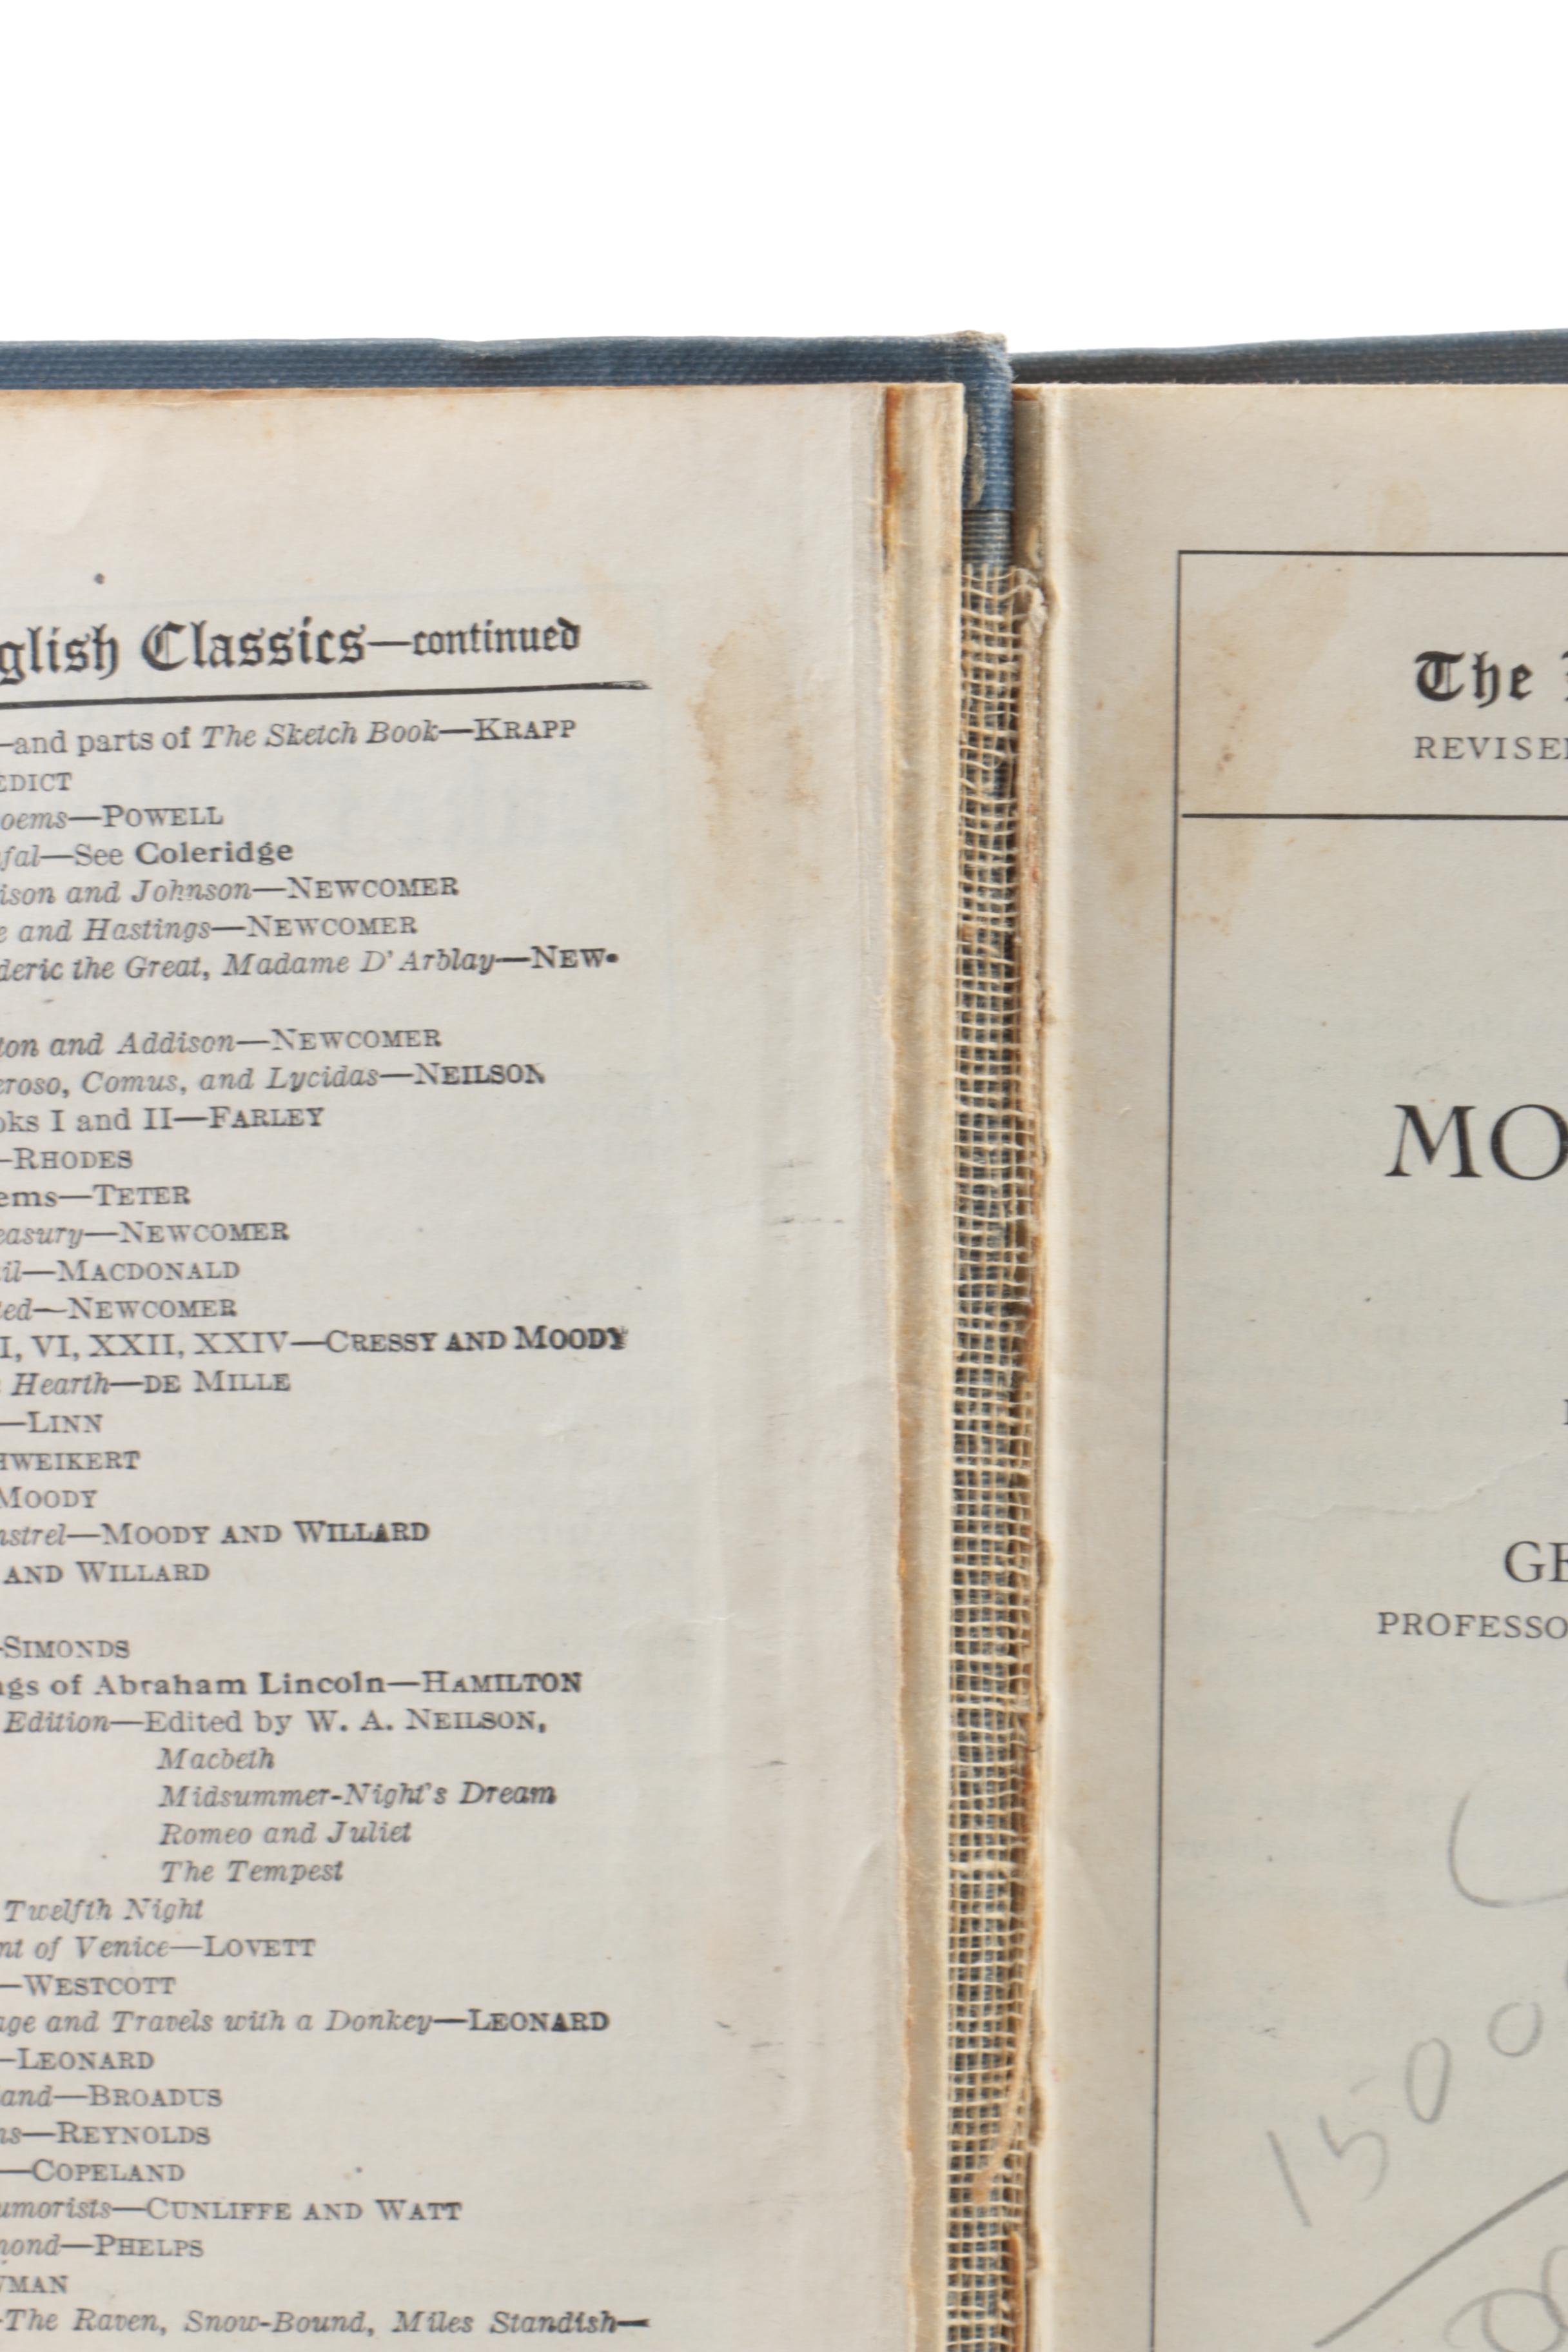 glish Classics—continued
—and parts of The Sketch Book—KRAPP
EDICT
oems—POWELL
fal—See Coleridge
ison and Johnson—NEWCOMER
e and Hastings—NEWCOMER
deric the Great, Madame D'Arblay—NEW-
ton and Addison—NEWCOMER
eroso, Comus, and Lycidas—NEILSON
oks I and II—FARLEY
—RHODES
ems—TETER
easury—NEWCOMER
il—MACDONALD
ted—NEWCOMER
I, VI, XXII, XXIV—CRESSY AND MOODY
Hearth—DE MILLE
—LINN
HWEIKERT
MOODY
nstrel—MOODY AND WILLARD
AND WILLARD
—SIMONDS
ngs of Abraham Lincoln—HAMILTON
Edition—Edited by W. A. NEILSON,
Macbeth
Midsummer-Night's Dream
Romeo and Juliet
The Tempest
Twelfth Night
nt of Venice—LOVETT
—WESTCOTT
age and Travels with a Donkey—LEONARD
—LEONARD
and—BROADUS
ns—REYNOLDS
—COPELAND
umorists—CUNLIFFE AND WATT
mond—PHELPS
YMAN
—The Raven, Snow-Bound, Miles Standish—
The
REVISE
MO
GE
PROFESSO
1500